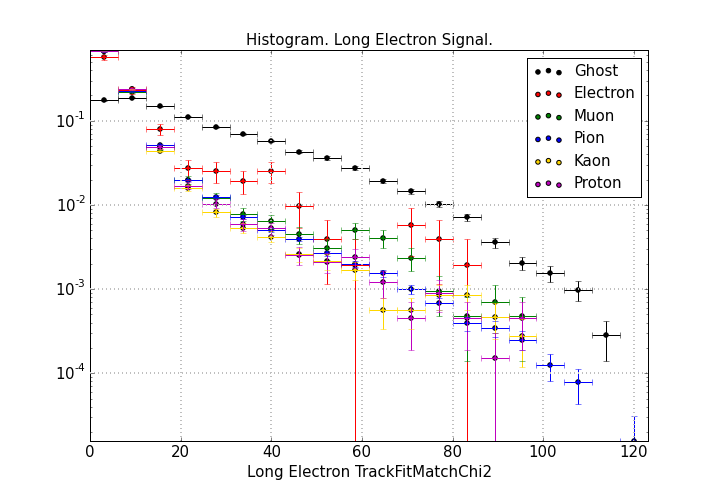 Histogram. Long Electron Signal.
Ghost
Electron
Muon
Pion
Kaon
Proton
10^-1
10^-2
10^-3
10^-4
0 20 40 60 80 100 120
Long Electron TrackFitMatchChi2